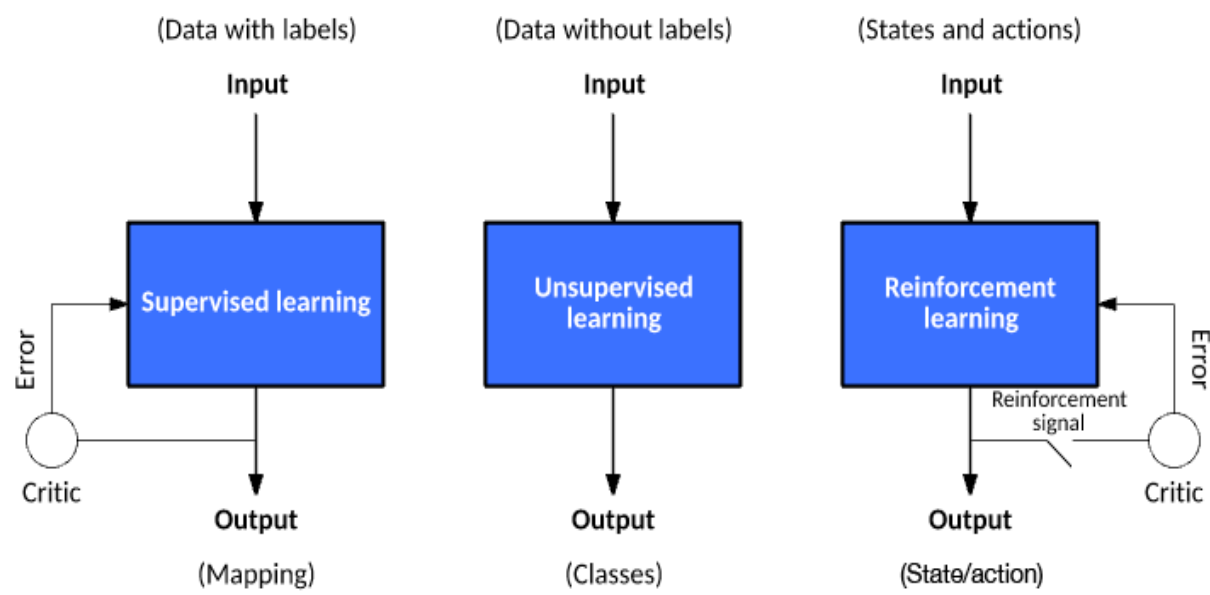 (Data with labels)
Input
Supervised learning
Error
Critic
Output
(Mapping)
(Data without labels)
Input
Unsupervised
learning
Output
(Classes)
(States and actions)
Input
Reinforcement
learning
Error
Reinforcement
signal
Critic
Output
(State/action)